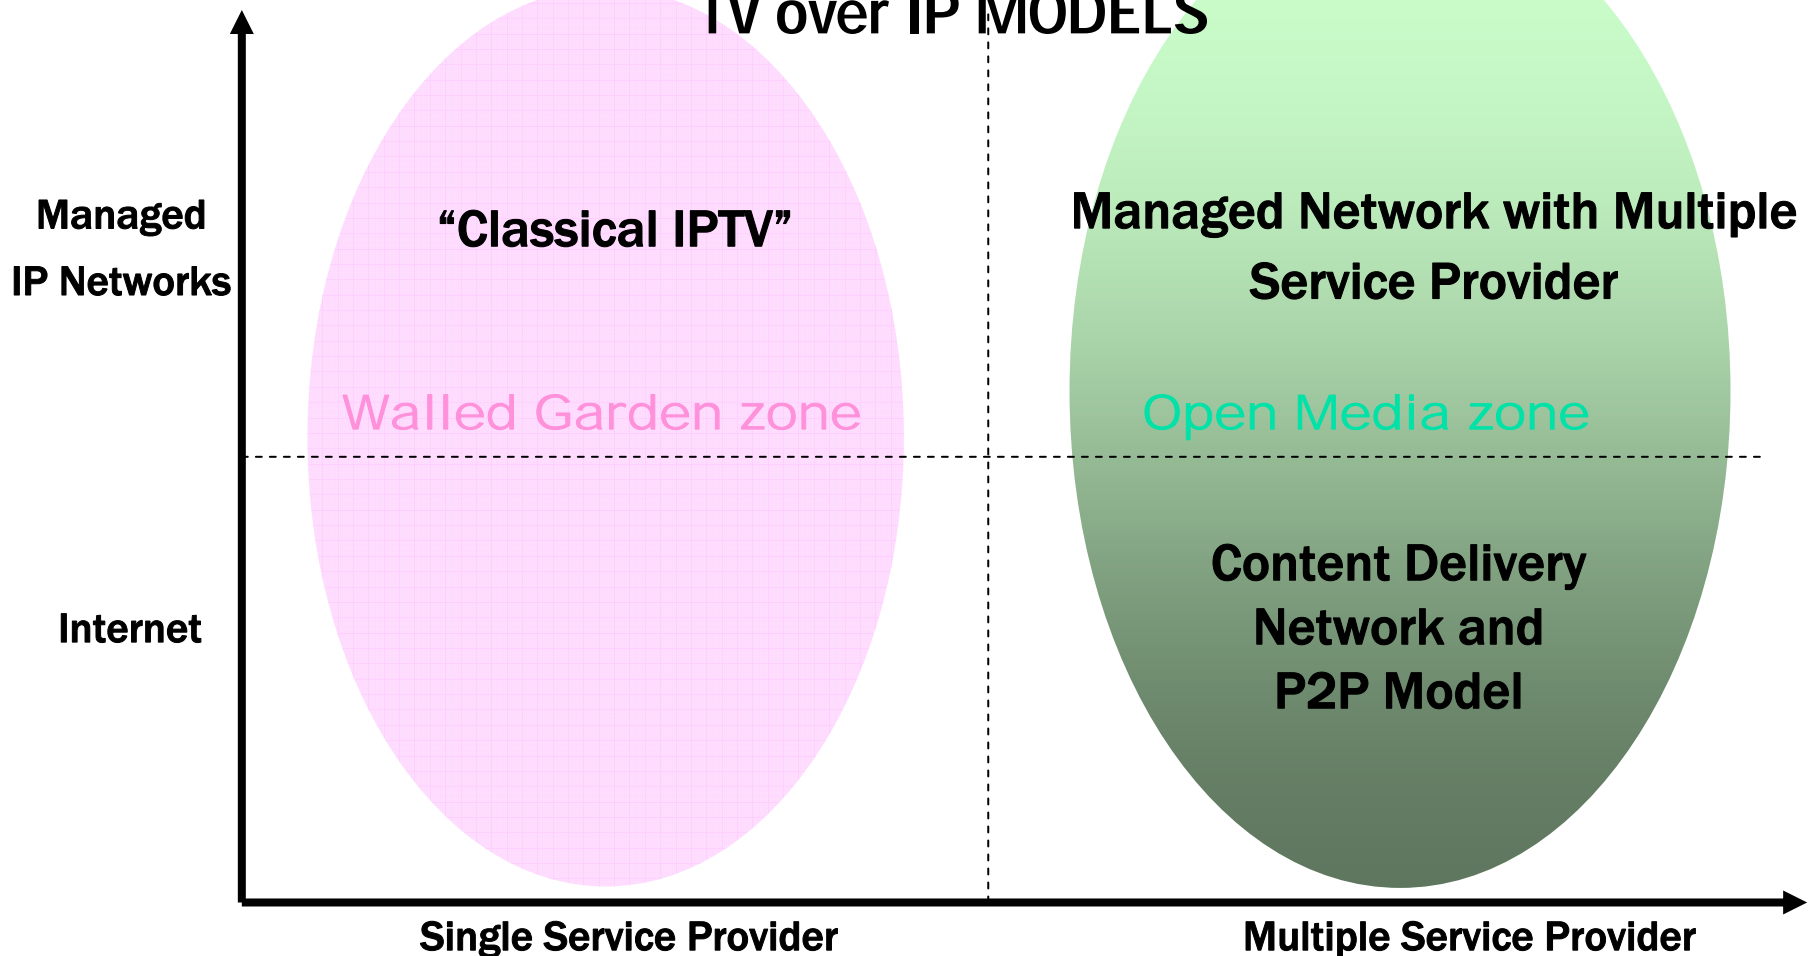 TV over IP MODELS
Managed
IP Networks
“Classical IPTV”
Managed Network with Multiple
Service Provider
Walled Garden zone
Open Media zone
Internet
Content Delivery
Network and
P2P Model
Single Service Provider
Multiple Service Provider